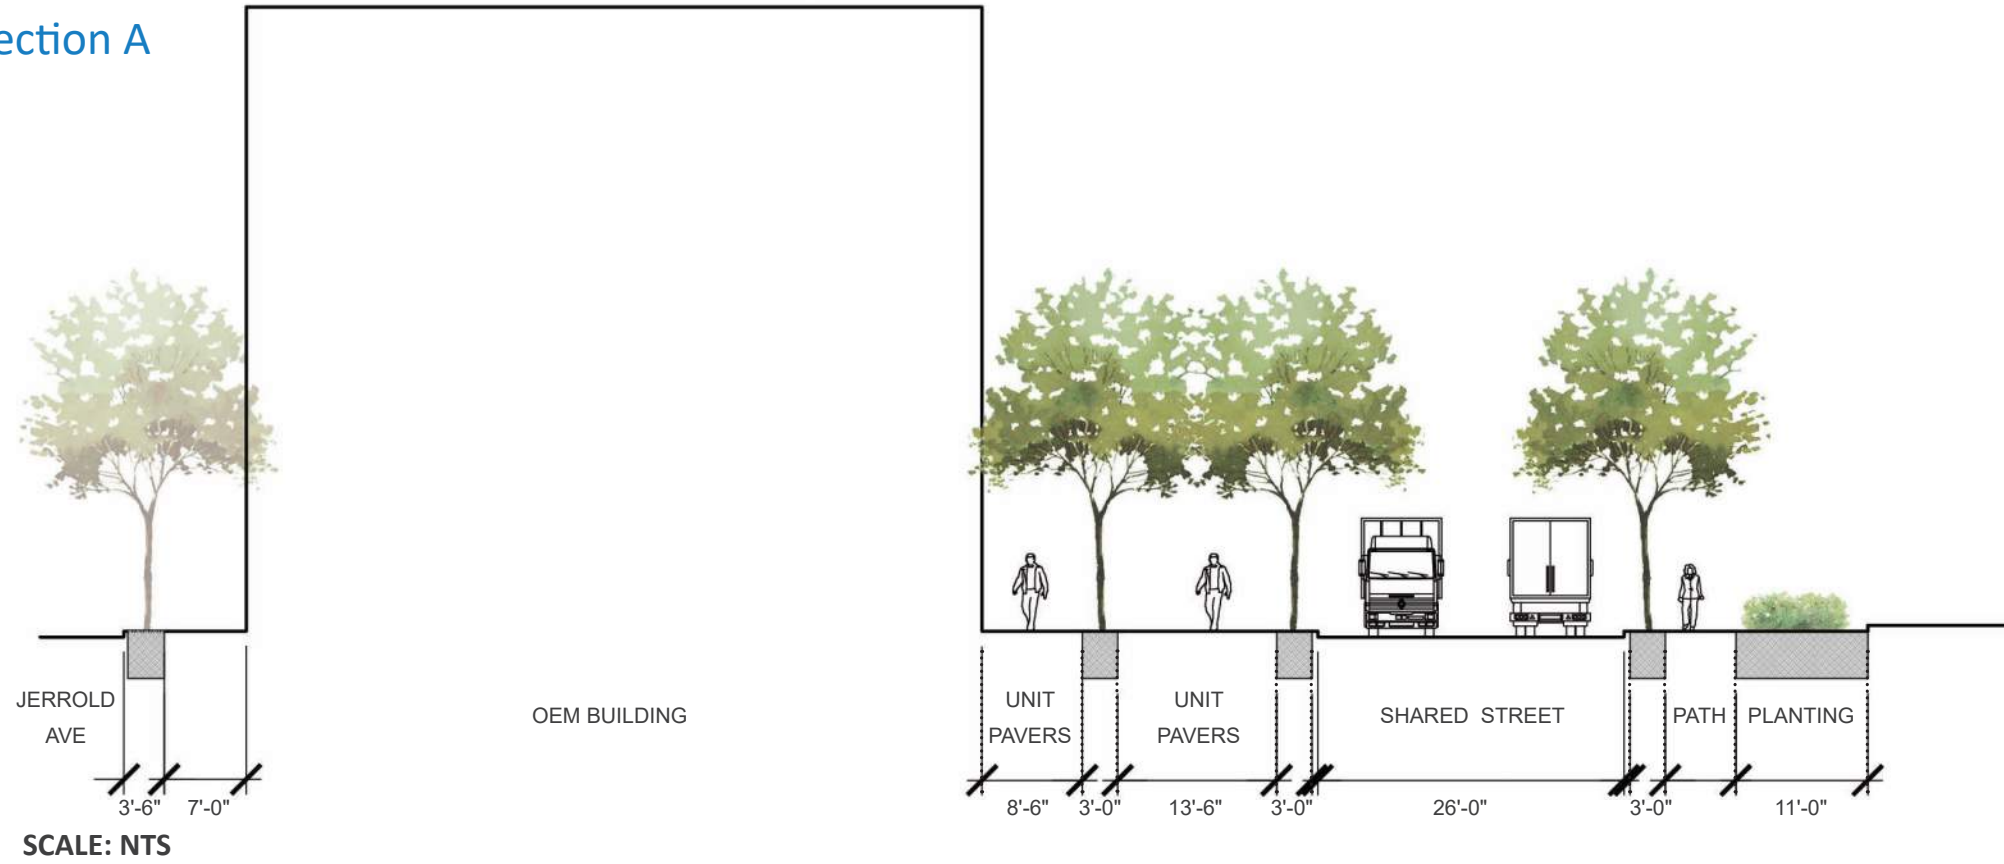 ection A
JERROLD
AVE
OEM BUILDING
UNIT
PAVERS
UNIT
PAVERS
SHARED STREET
PATH
PLANTING
3'-6"
7'-0"
8'-6"
3'-0"
13'-6"
3'-0"
26'-0"
3'-0"
11'-0"
SCALE: NTS